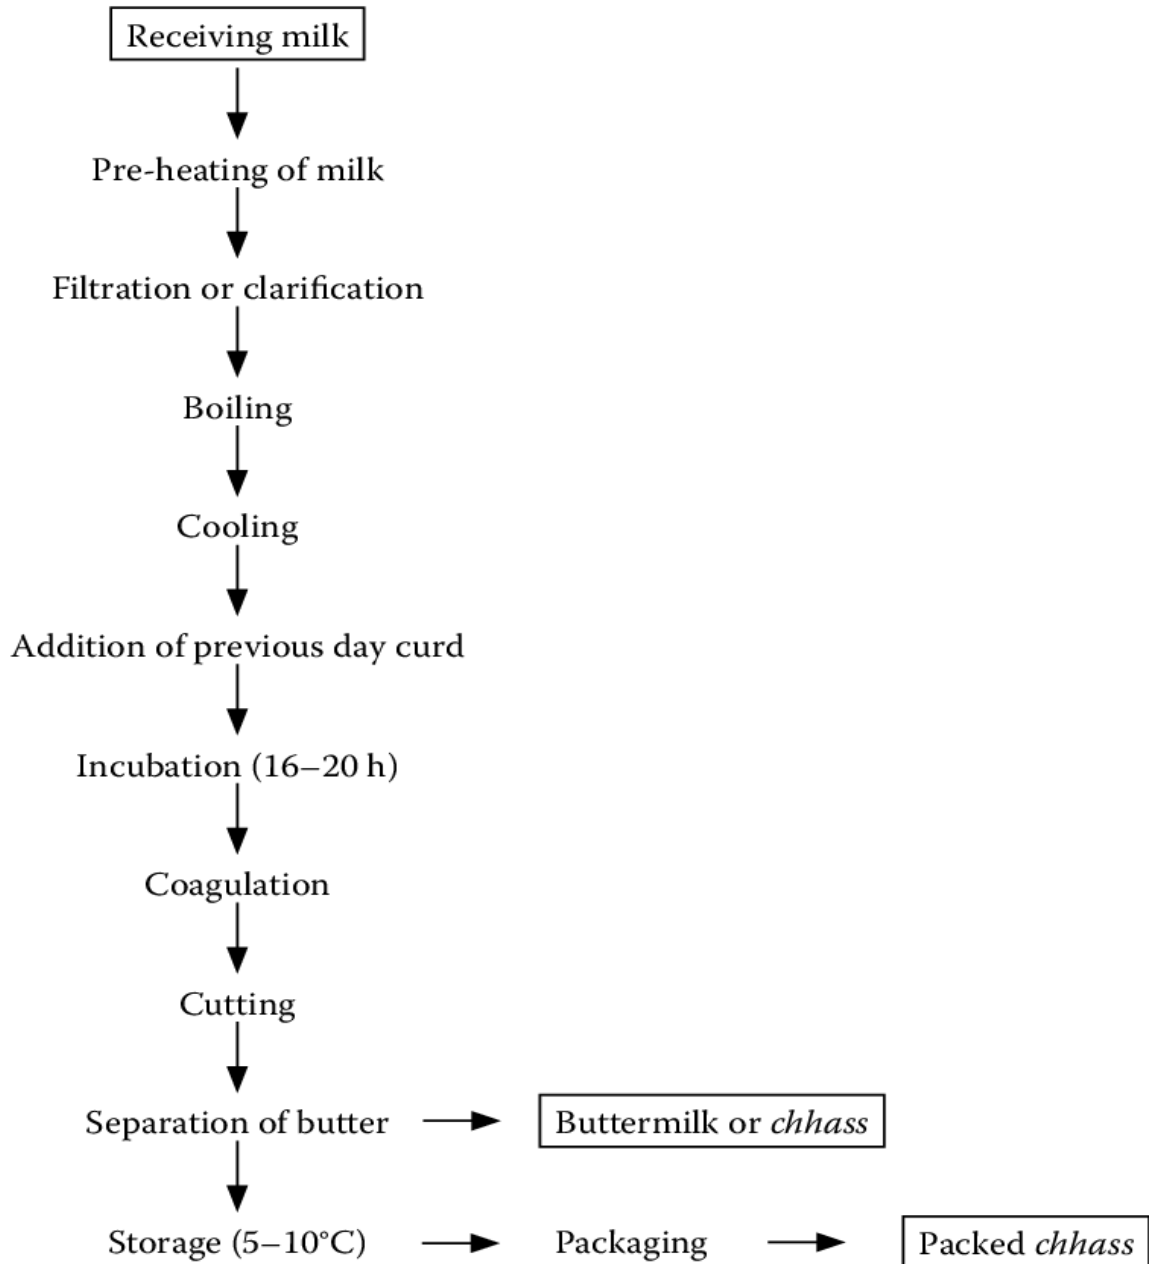 Receiving milk
Pre-heating of milk
Filtration or clarification
Boiling
Cooling
Addition of previous day curd
Incubation (16–20 h)
Coagulation
Cutting
Separation of butter
Buttermilk or chhass
Storage (5–10°C)
Packaging
Packed chhass